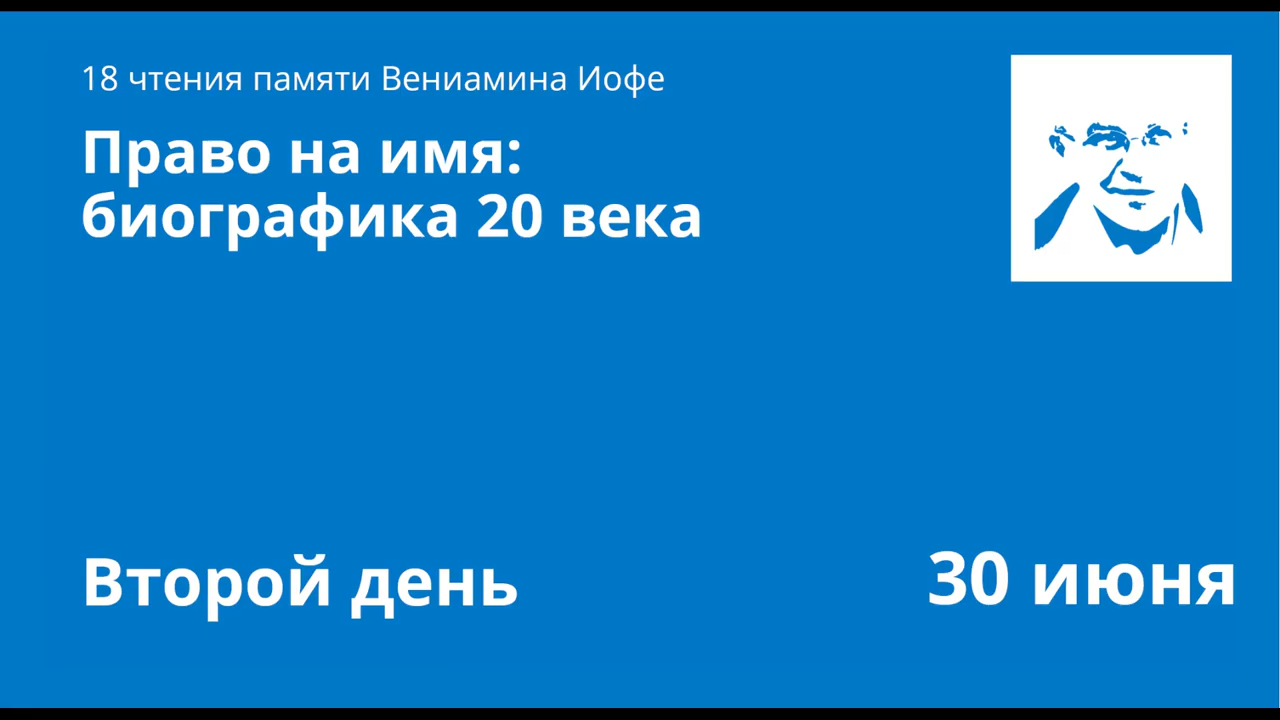 18 чтения памяти Вениамина Иофе
Право на имя:
биографика 20 века
Второй день
30 июня